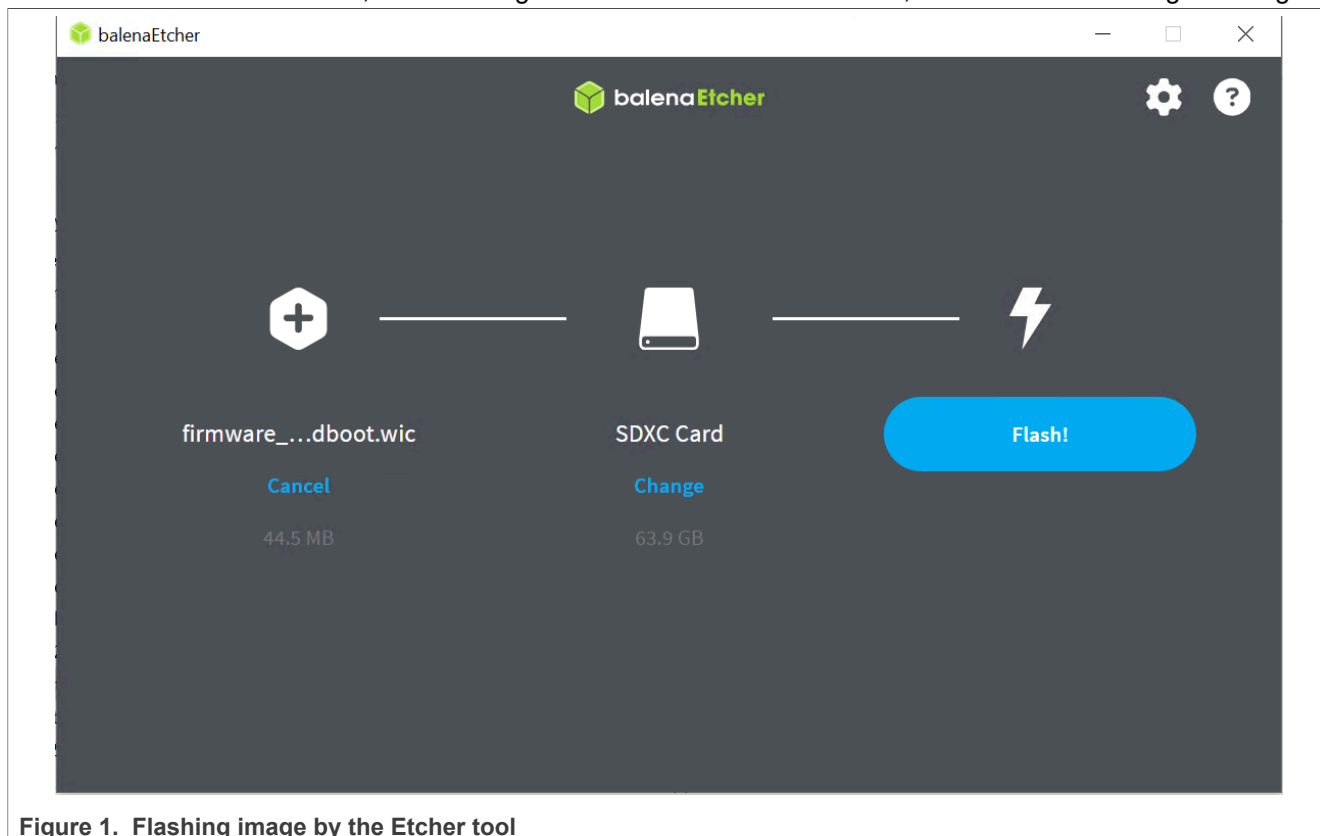 balenaEtcher
balenaEtcher
?
firmware_...dboot.wic
SDXC Card
Flash!
Cancel
Change
44.5 MB
63.9 GB
Figure 1. Flashing image by the Etcher tool